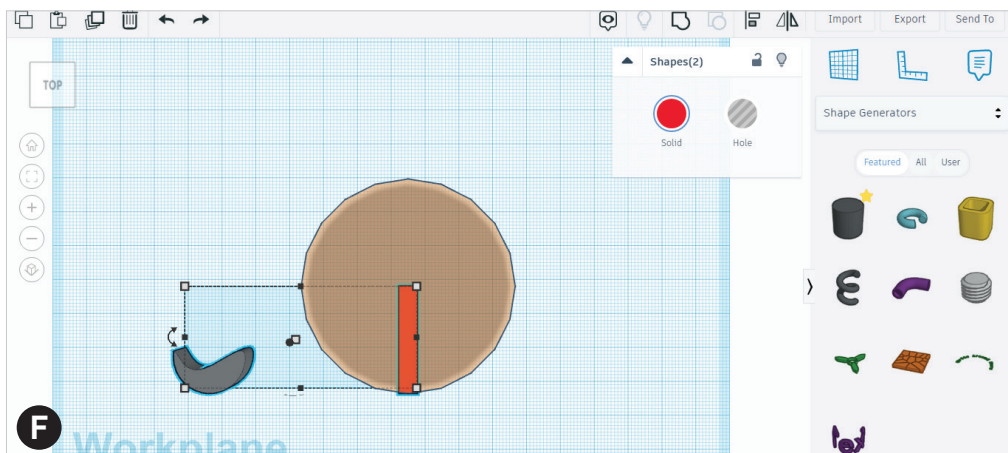 Import Export Send To
TOP
Shapes(2)
Solid Hole
Shape Generators
Featured All User
F
Workplane